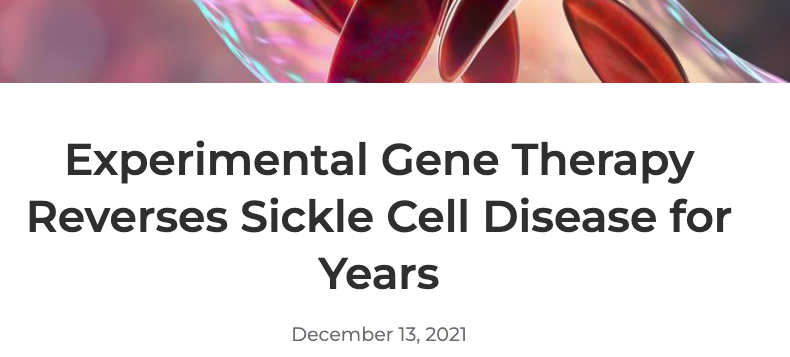 Experimental Gene Therapy
Reverses Sickle Cell Disease for
Years
December 13, 2021